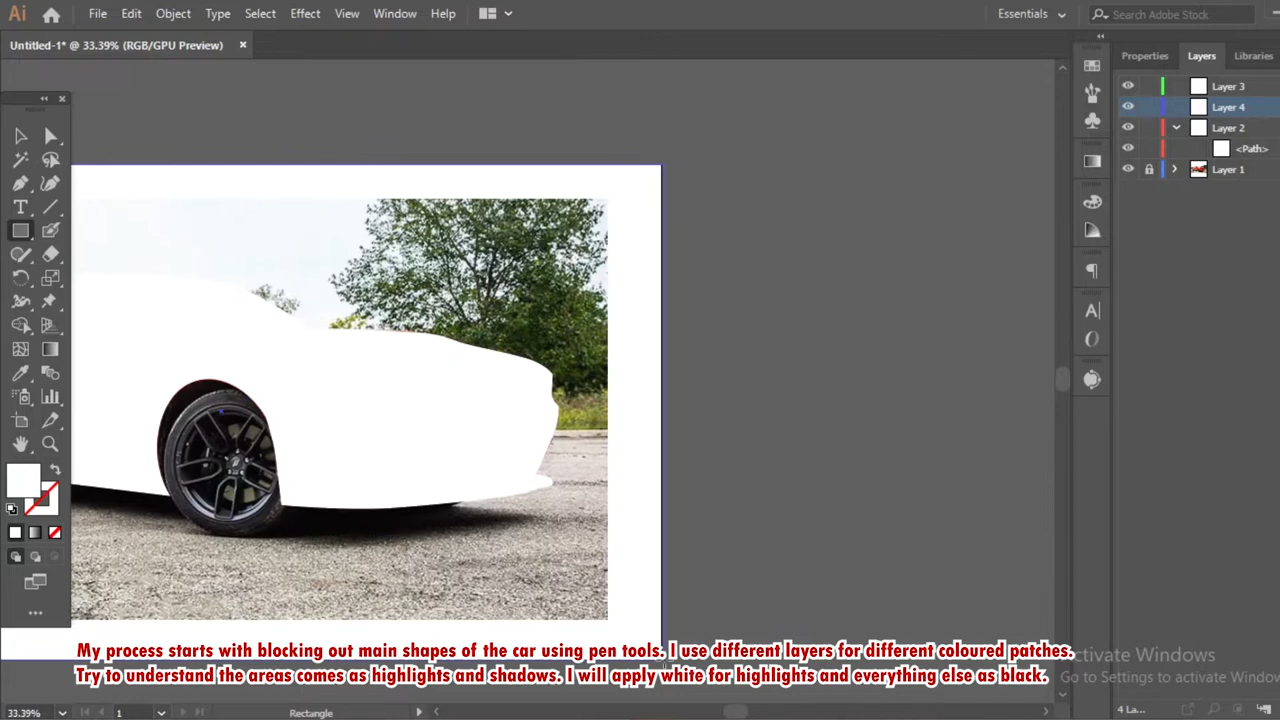 Ai File Edit Object Type Select Effect View Window Help Essentials Search Adobe Stock
Untitled-1* @ 33.39% (RGB/GPU Preview) ×
Properties Layers Libraries
Layer 3
Layer 4
Layer 2
<Path>
Layer 1
My process starts with blocking out main shapes of the car using pen tools. I use different layers for different coloured patches.
Try to understand the areas comes as highlights and shadows. I will apply white for highlights and everything else as black.
Activate Windows
Go to Settings to activate Window
33.39% 1 Rectangle 4 La...